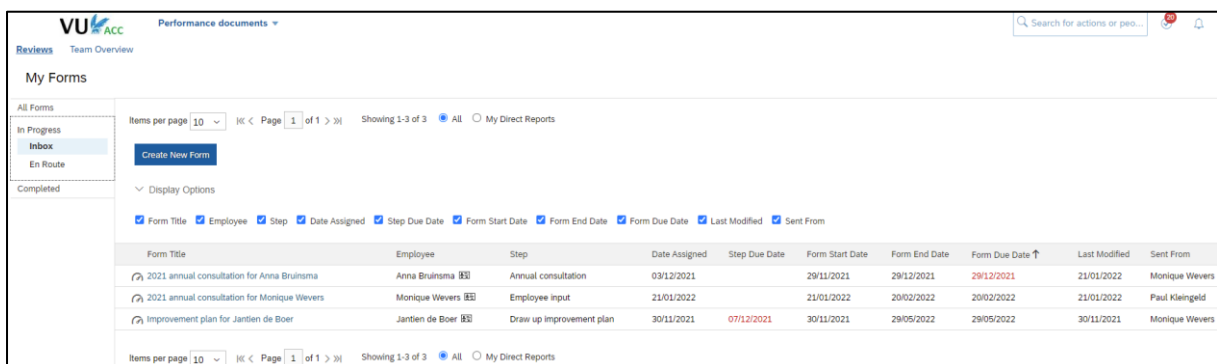 VU ACC Performance documents Search for actions or peo... 20
Reviews Team Overview
My Forms
All Forms
In Progress
Inbox
En Route
Completed
Items per page 10 Page 1 of 1 Showing 1-3 of 3 All My Direct Reports
Create New Form
Display Options
Form Title Employee Step Date Assigned Step Due Date Form Start Date Form End Date Form Due Date Last Modified Sent From
Form Title Employee Step Date Assigned Step Due Date Form Start Date Form End Date Form Due Date Last Modified Sent From
2021 annual consultation for Anna Bruinsma Anna Bruinsma Annual consultation 03/12/2021 29/11/2021 29/12/2021 29/12/2021 21/01/2022 Monique Wevers
2021 annual consultation for Monique Wevers Monique Wevers Employee input 21/01/2022 21/01/2022 20/02/2022 20/02/2022 21/01/2022 Paul Kleingeld
Improvement plan for Jantien de Boer Jantien de Boer Draw up improvement plan 30/11/2021 07/12/2021 30/11/2021 29/05/2022 29/05/2022 30/11/2021 Monique Wevers
Items per page 10 Page 1 of 1 Showing 1-3 of 3 All My Direct Reports